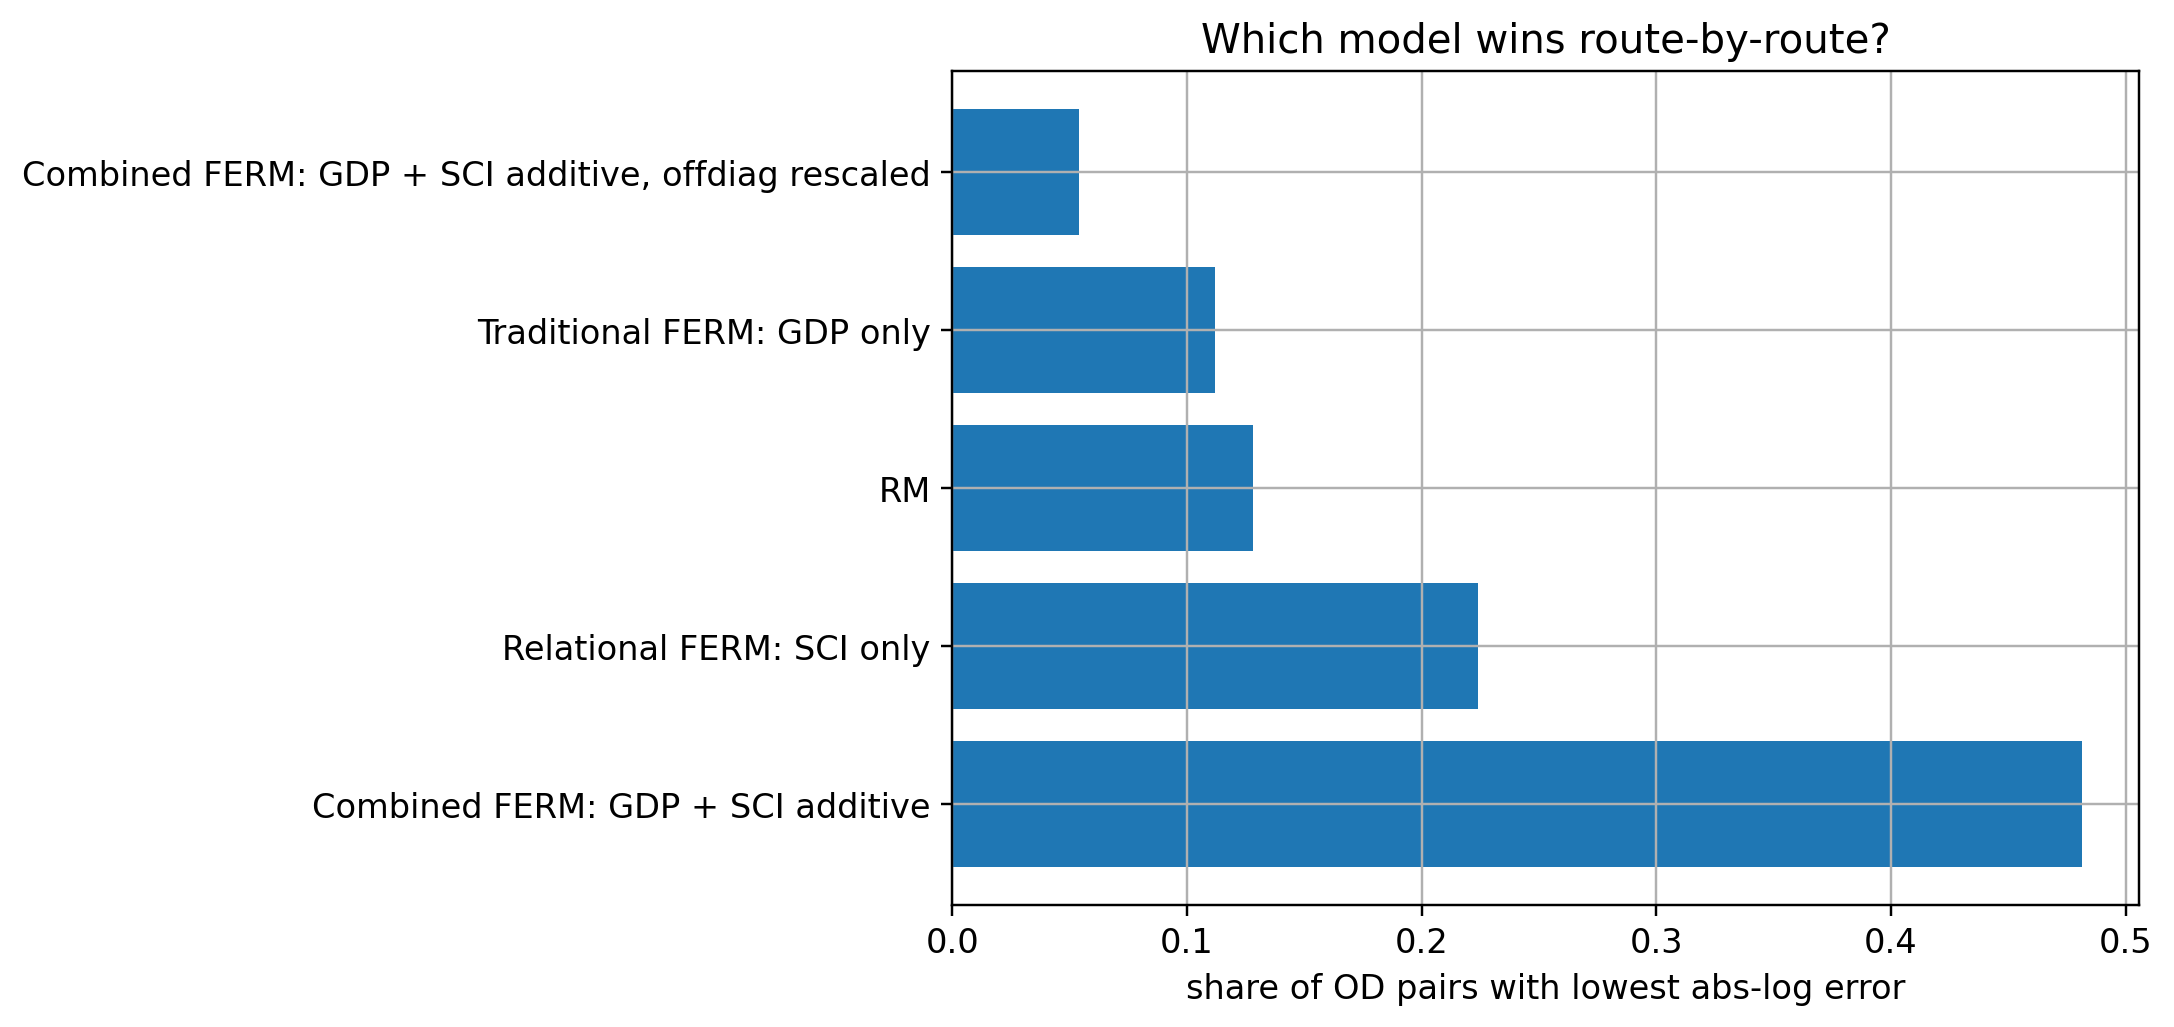 Which model wins route-by-route?
Combined FERM: GDP + SCI additive, offdiag rescaled
Traditional FERM: GDP only
RM
Relational FERM: SCI only
Combined FERM: GDP + SCI additive
0.0 0.1 0.2 0.3 0.4 0.5
share of OD pairs with lowest abs-log error